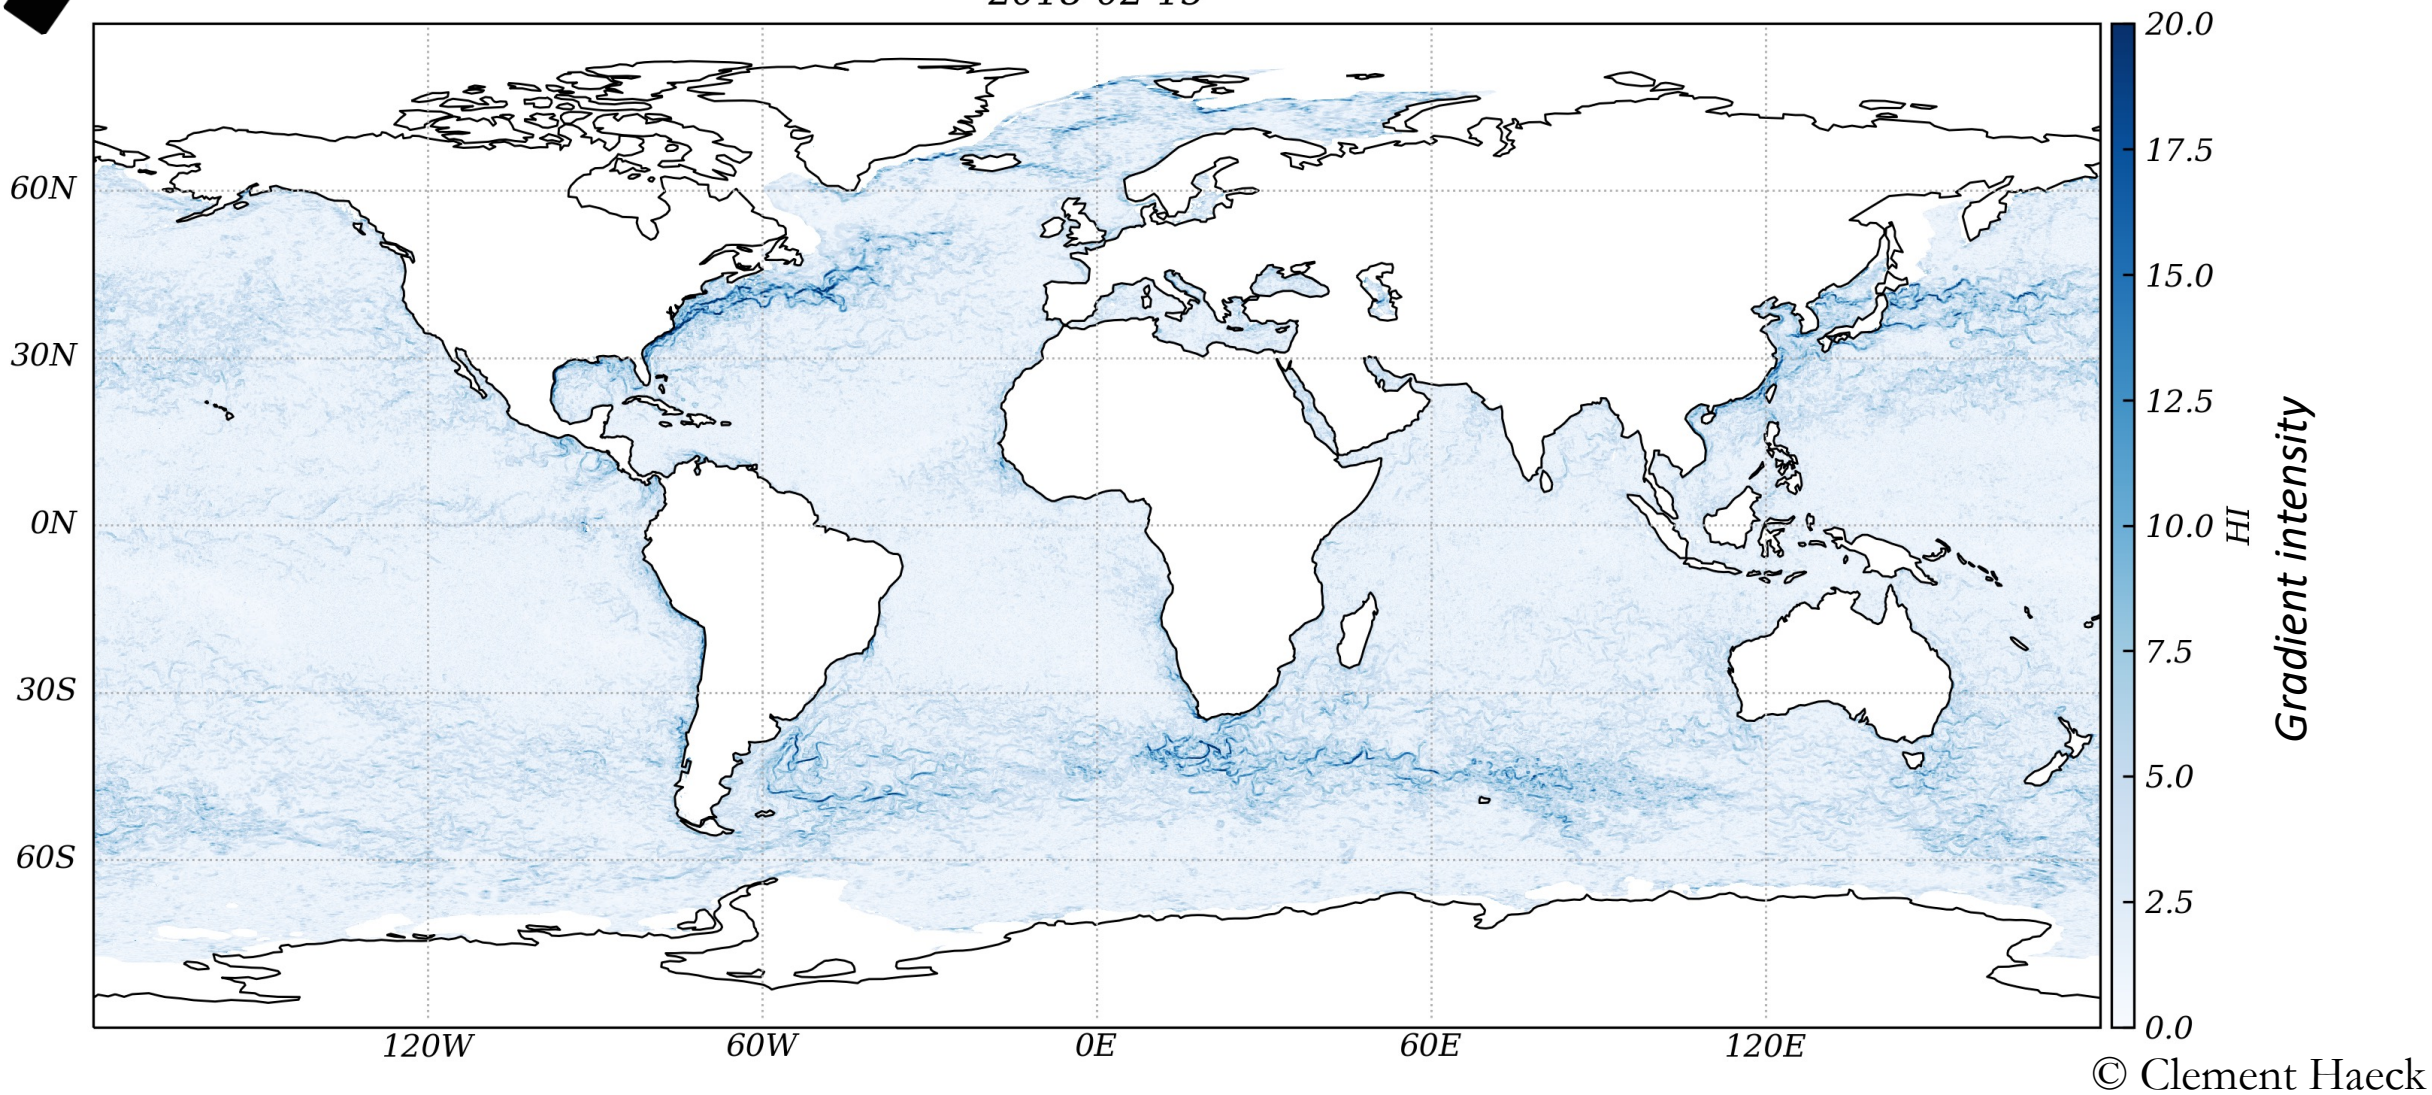 20.0
17.5
60N
15.0
30N
12.5
0N
10.0
HI
Gradient intensity
7.5
30S
5.0
60S
2.5
0.0
120W 60W 0E 60E 120E
© Clement Haeck